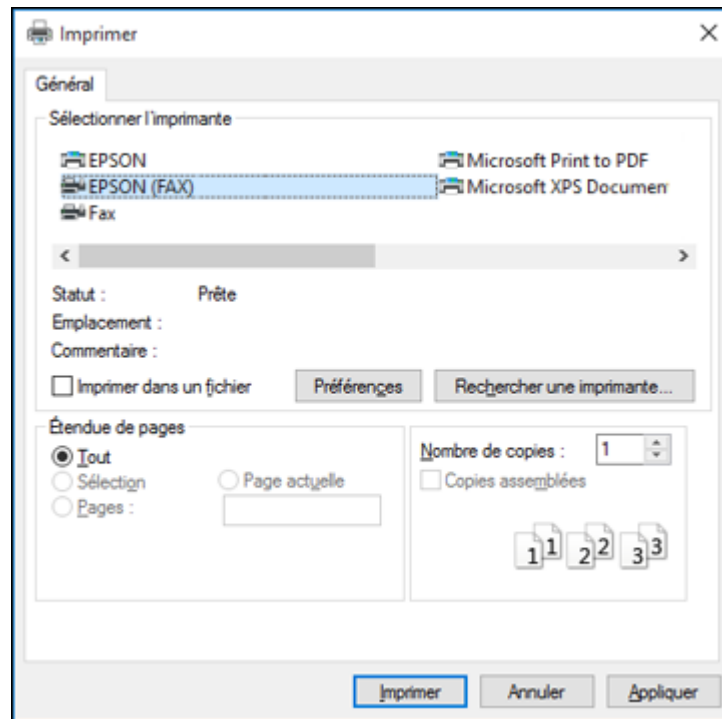 Imprimer
Général
Sélectionner l'imprimante
EPSON
Microsoft Print to PDF
EPSON (FAX)
Microsoft XPS Documen
Fax
Statut : Prête
Emplacement :
Commentaire :
Imprimer dans un fichier
Préférences
Rechercher une imprimante...
Étendue de pages
Tout
Sélection
Page actuelle
Pages :
Nombre de copies : 1
Copies assemblées
1 1 2 2 3 3
Imprimer
Annuler
Appliquer